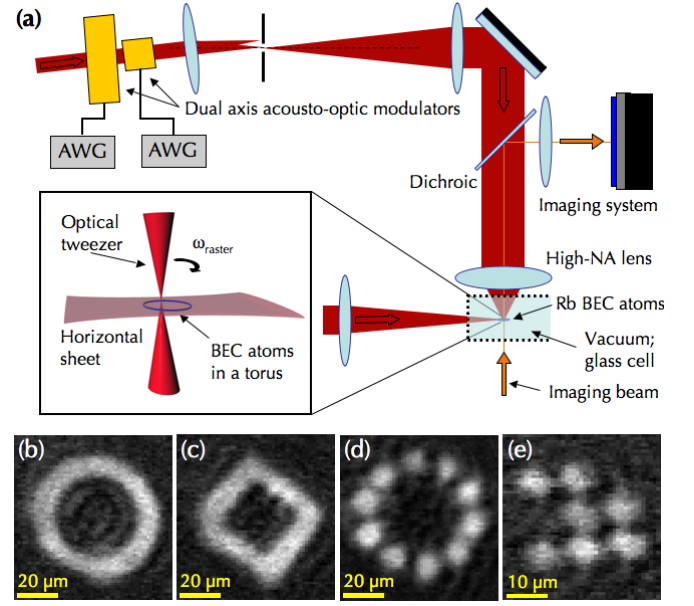 (a)
Dual axis acousto-optic modulators
AWG
AWG
Dichroic
Imaging system
Optical
tweezer
ωraster
High-NA lens
Horizontal
sheet
BEC atoms
in a torus
Rb BEC atoms
Vacuum;
glass cell
Imaging
beam
(b)
(c)
(d)
(e)
20 µm
20 µm
20 µm
10 µm